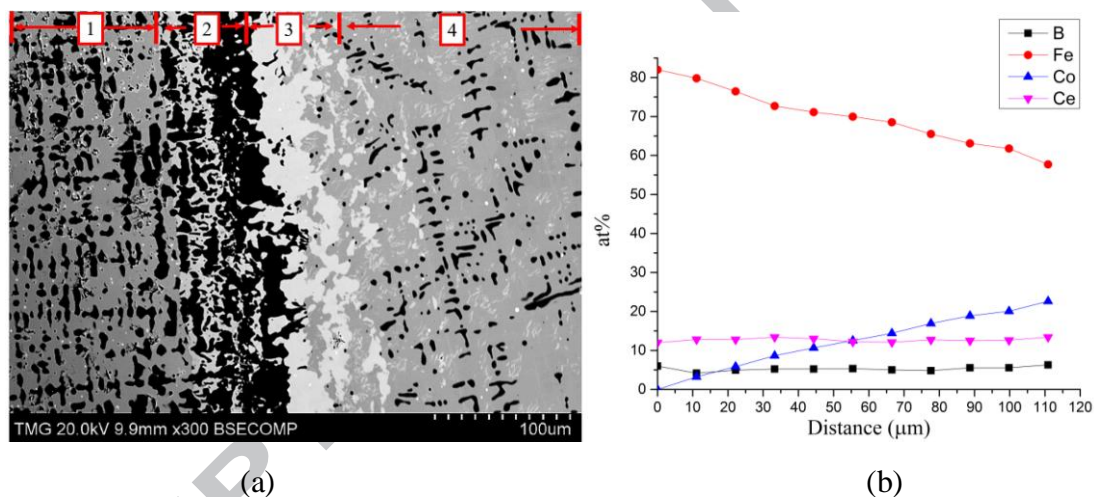 1 2 3 4
TMG 20.0kV 9.9mm x300 BSECOMP 100um
(a)
B
Fe
Co
Ce
80
70
60
50
40
30
20
10
0
at%
0 10 20 30 40 50 60 70 80 90 100 110 120
Distance (μm)
(b)